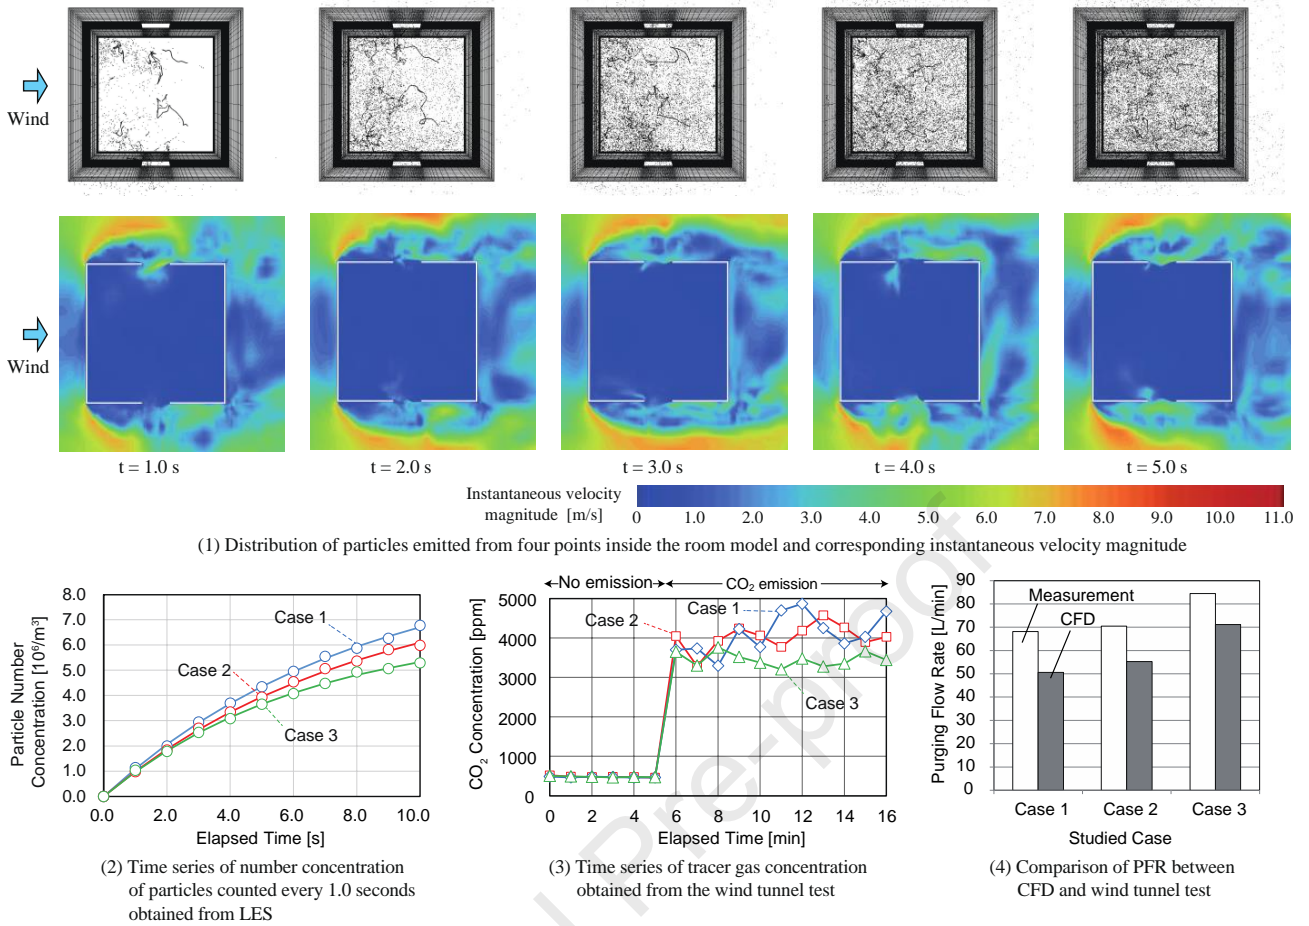 Wind
Wind
t = 1.0 s
t = 2.0 s
t = 3.0 s
t = 4.0 s
t = 5.0 s
Instantaneous velocity
magnitude [m/s]
0 1.0 2.0 3.0 4.0 5.0 6.0 7.0 8.0 9.0 10.0 11.0
(1) Distribution of particles emitted from four points inside the room model and corresponding instantaneous velocity magnitude
Particle Number
Concentration [10⁶/m³]
8.0
7.0
6.0
5.0
4.0
3.0
2.0
1.0
0.0
Case 1
Case 2
Case 3
0.0 2.0 4.0 6.0 8.0 10.0
Elapsed Time [s]
(2) Time series of number concentration
of particles counted every 1.0 seconds
obtained from LES
No emission
CO₂ emission
CO₂ Concentration [ppm]
5000
4000
3000
2000
1000
0
Case 1
Case 2
Case 3
0 2 4 6 8 10 12 14 16
Elapsed Time [min]
(3) Time series of tracer gas concentration
obtained from the wind tunnel test
Purging Flow Rate [L/min]
90
80
70
60
50
40
30
20
10
0
Measurement
CFD
Case 1 Case 2 Case 3
Studied Case
(4) Comparison of PFR between
CFD and wind tunnel test
Pre-proof